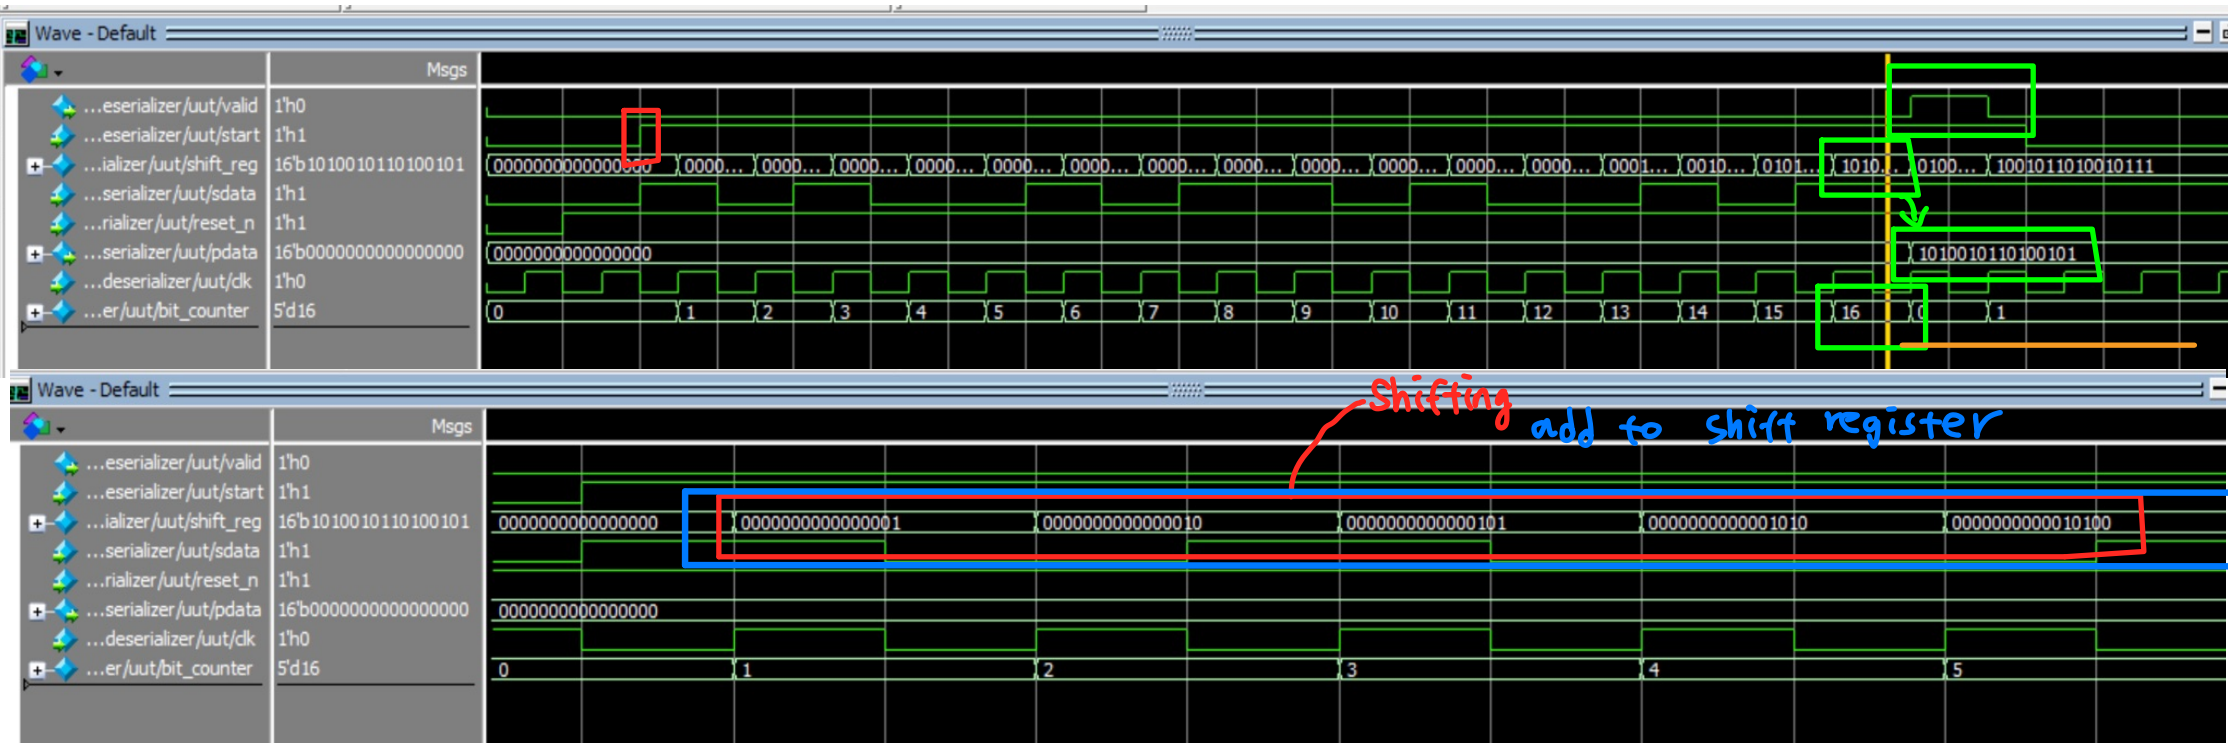 Wave - Default
Msgs
...eserializer/uut/valid 1'h0
...eserializer/uut/start 1'h1
...ializer/uut/shift_reg 16'b1010010110100101 0000000000000000 0000... 0000... 0000... 0000... 0000... 0000... 0000... 0000... 0000... 0000... 0000... 0000... 0001... 0010... 0101... 1010... 0100... 1001011010010111
...serializer/uut/sdata 1'h1
...rializer/uut/reset_n 1'h1
...serializer/uut/pdata 16'b0000000000000000 0000000000000000 1010010110100101
...deserializer/uut/clk 1'h0
...er/uut/bit_counter 5'd16 0 1 2 3 4 5 6 7 8 9 10 11 12 13 14 15 16 0 1
Wave - Default
Shifting
add to shift register
Msgs
...eserializer/uut/valid 1'h0
...eserializer/uut/start 1'h1
...ializer/uut/shift_reg 16'b1010010110100101 0000000000000000 0000000000000001 0000000000000010 0000000000000101 0000000000001010 0000000000010100
...serializer/uut/sdata 1'h1
...rializer/uut/reset_n 1'h1
...serializer/uut/pdata 16'b0000000000000000 0000000000000000
...deserializer/uut/clk 1'h0
...er/uut/bit_counter 5'd16 0 1 2 3 4 5